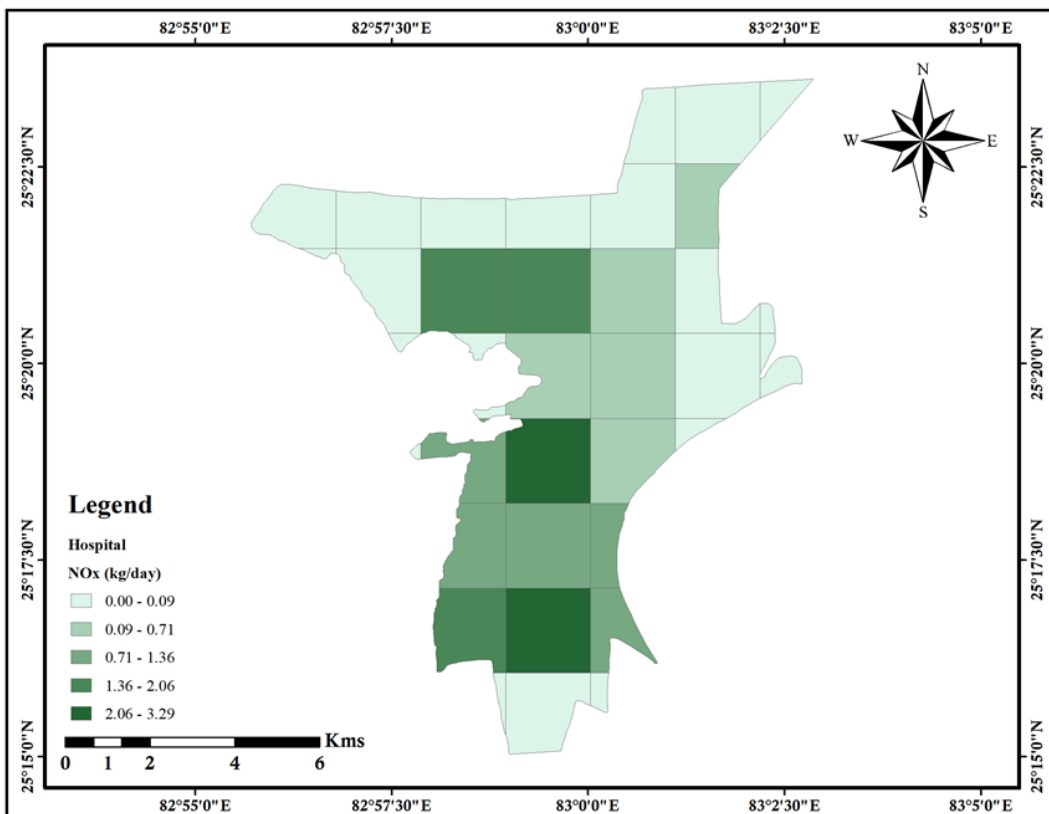 82°55'0"E 82°57'30"E 83°0'0"E 83°2'30"E 83°5'0"E
N
W E
S
25°22'30"N 25°22'30"N
25°20'0"N 25°20'0"N
25°17'30"N 25°17'30"N
25°15'0"N 25°15'0"N
Legend
Hospital
NOx (kg/day)
0.00 - 0.09
0.09 - 0.71
0.71 - 1.36
1.36 - 2.06
2.06 - 3.29
Kms
0 1 2 4 6
82°55'0"E 82°57'30"E 83°0'0"E 83°2'30"E 83°5'0"E